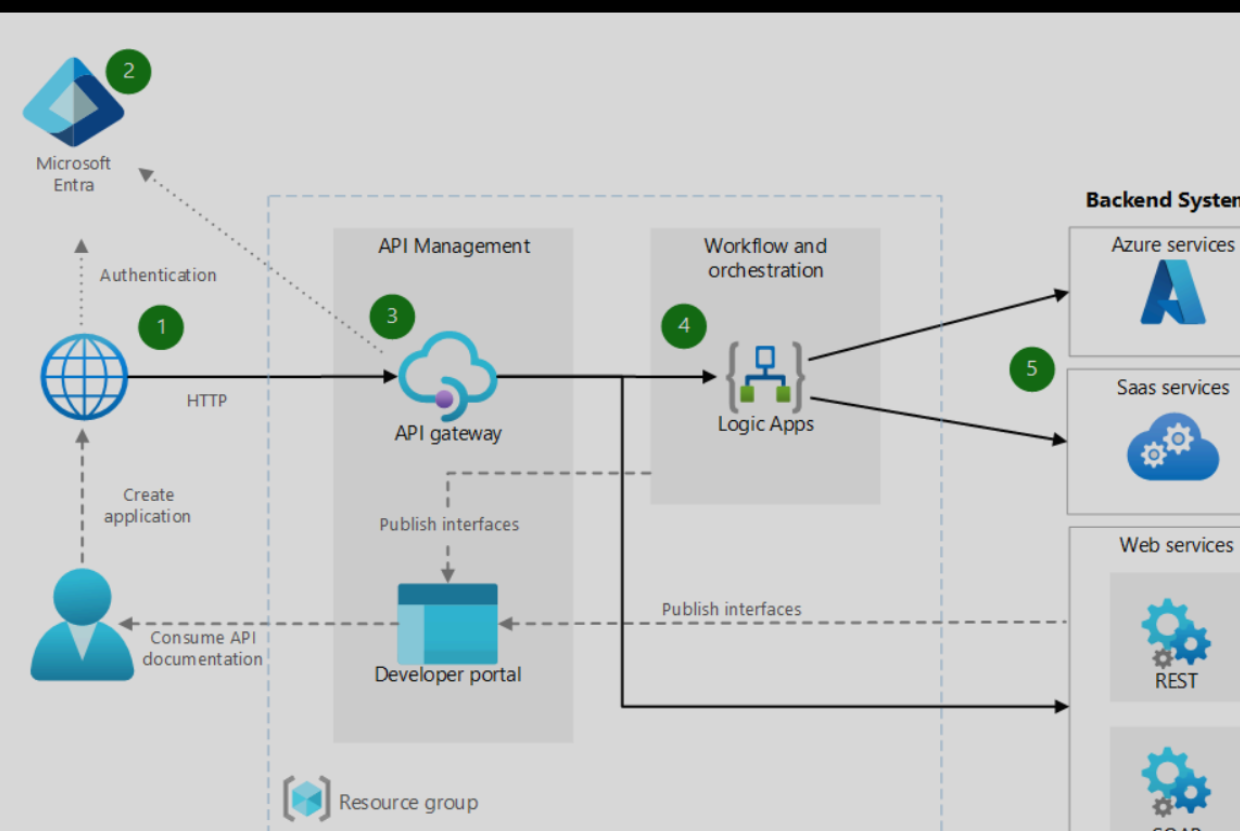 2
Microsoft
Entra
Authentication
1
HTTP
Create
application
Consume API
documentation
API Management
3
API gateway
Publish interfaces
Developer portal
Resource group
Workflow and
orchestration
4
Logic Apps
Publish interfaces
Backend System
Azure services
5
Saas services
Web services
REST
SOAP